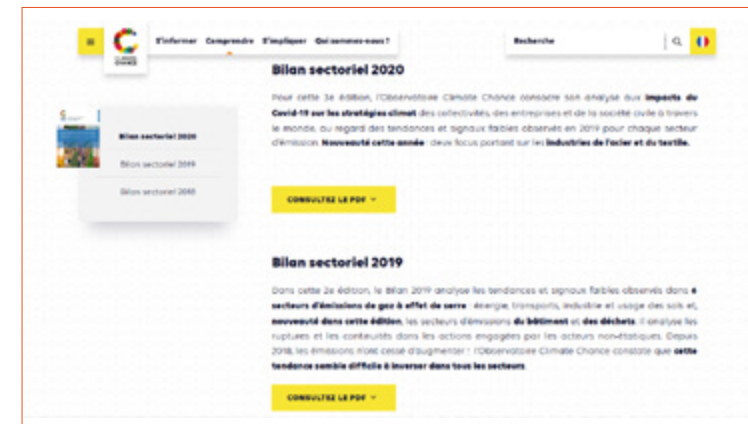 S'informer Comprendre S'impliquer Qui sommes-nous ?
Recherche
CLIMATE
CHANCE
Bilan sectoriel 2020
Bilan sectoriel 2019
Bilan sectoriel 2018
Bilan sectoriel 2020
Pour cette 3e édition, l'Observatoire Climate Chance consacre son analyse aux impacts du
Covid-19 sur les stratégies climat des collectivités, des entreprises et de la société civile à travers
le monde, au regard des tendances et signaux faibles observés en 2019 pour chaque secteur
d'émission. Nouveauté cette année : deux focus portant sur les industries de l'acier et du textile.
CONSULTEZ LE PDF
Bilan sectoriel 2019
Dans cette 2e édition, le Bilan 2019 analyse les tendances et signaux faibles observés dans 6
secteurs d'émissions de gaz à effet de serre : énergie, transports, industrie et usage des sols et,
nouveauté dans cette édition, les secteurs d'émissions du bâtiment et des déchets. Il analyse les
ruptures et les continuités dans les actions engagées par les acteurs non-étatiques. Depuis
2018, les émissions n'ont cessé d'augmenter : l'Observatoire Climate Chance constate que cette
tendance semble difficile à inverser dans tous les secteurs.
CONSULTEZ LE PDF